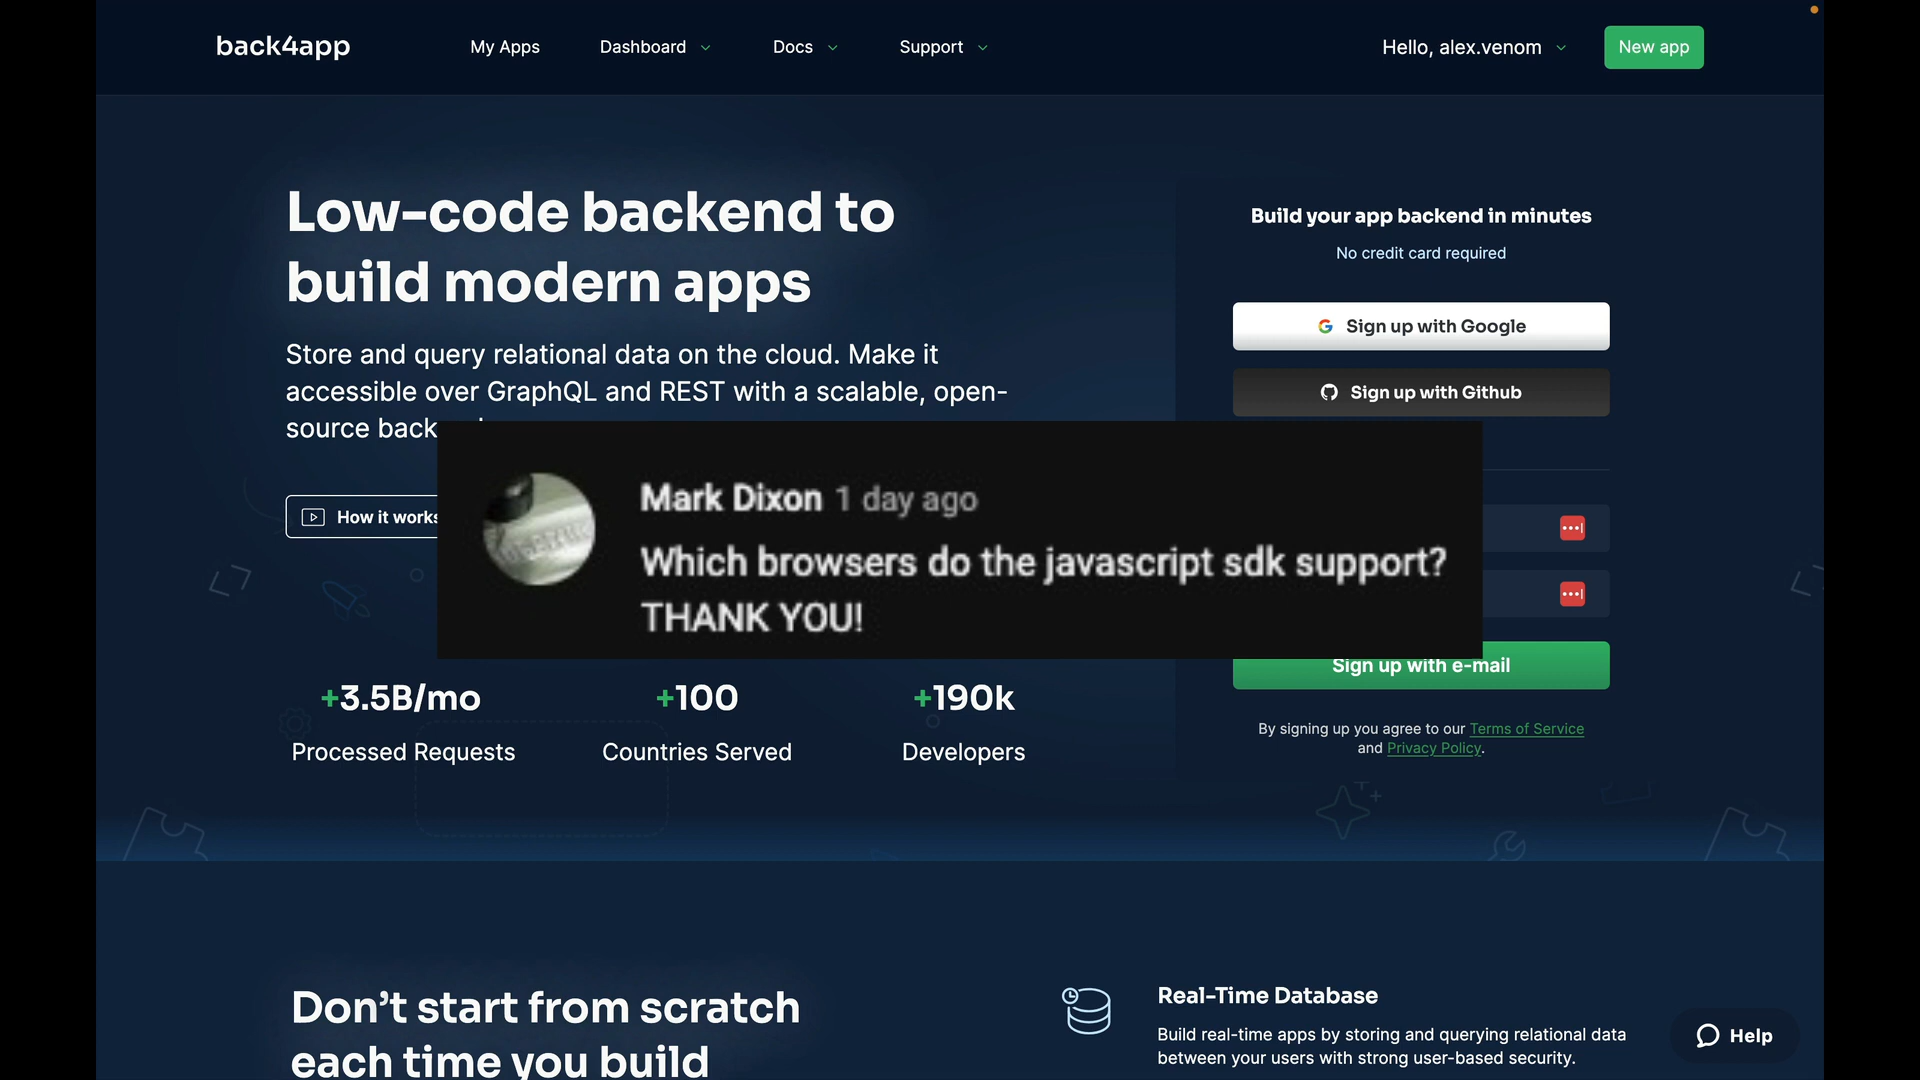 back4app
My Apps
Dashboard
Docs
Support
Hello, alex.venom
New app
Low-code backend to
build modern apps
Store and query relational data on the cloud. Make it
accessible over GraphQL and REST with a scalable, open-
source back
How it works
Build your app backend in minutes
No credit card required
Sign up with Google
Sign up with Github
Mark Dixon 1 day ago
Which browsers do the javascript sdk support?
THANK YOU!
Sign up with e-mail
By signing up you agree to our Terms of Service
and Privacy Policy.
+3.5B/mo
Processed Requests
+100
Countries Served
+190k
Developers
Don’t start from scratch
each time you build
Real-Time Database
Build real-time apps by storing and querying relational data
between your users with strong user-based security.
Help